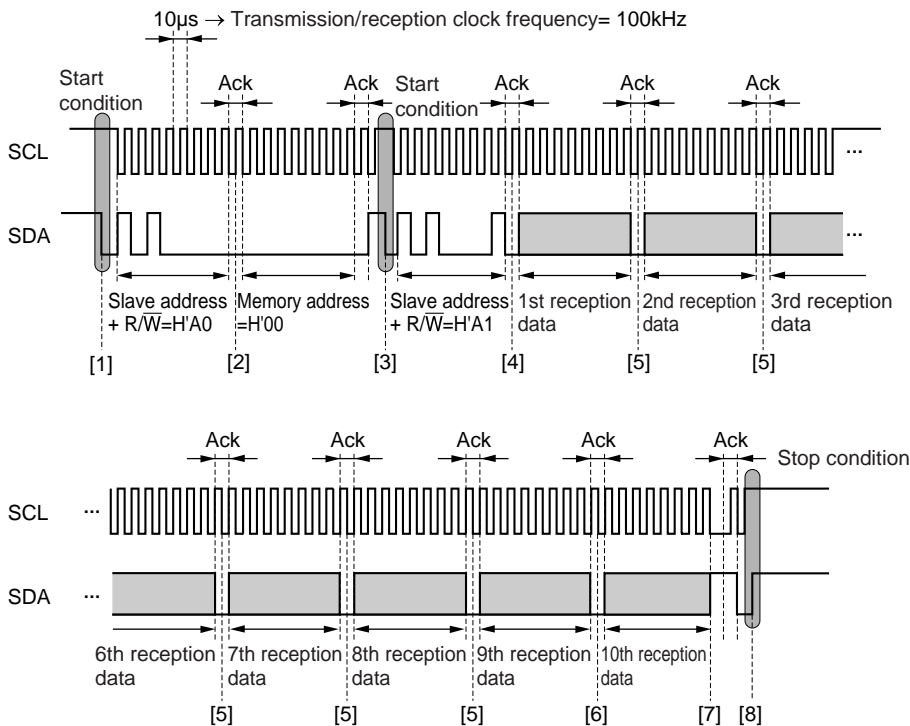 10μs → Transmission/reception clock frequency= 100kHz
Start
condition
Ack
Ack
Start
condition
Ack
Ack
Ack
SCL
...
SDA
...
Slave address
+ R/W̅=H'A0
Memory address
=H'00
Slave address
+ R/W̅=H'A1
1st reception
data
2nd reception
data
3rd reception
data
[1]
[2]
[3]
[4]
[5]
[5]
Ack
Ack
Ack
Ack
Ack
Stop condition
SCL
...
SDA
...
6th reception
data
7th reception
data
8th reception
data
9th reception
data
10th reception
data
[5]
[5]
[5]
[6]
[7]
[8]